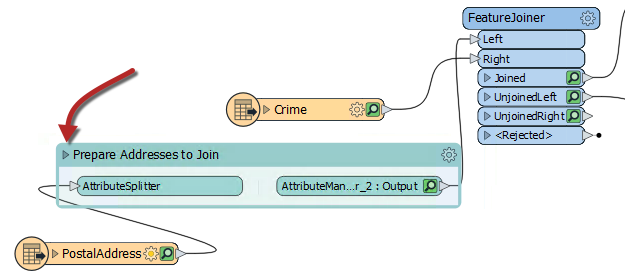 FeatureJoiner
Left
Right
Joined
UnjoinedLeft
UnjoinedRight
<Rejected>
Crime
Prepare Addresses to Join
AttributeSplitter
AttributeMan...r_2 : Output
PostalAddress